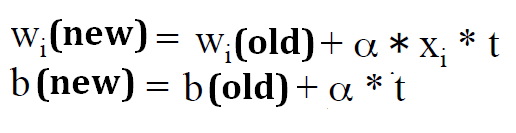 wᵢ(new) = wᵢ(old) + α * xᵢ * t
b(new) = b(old) + α * t